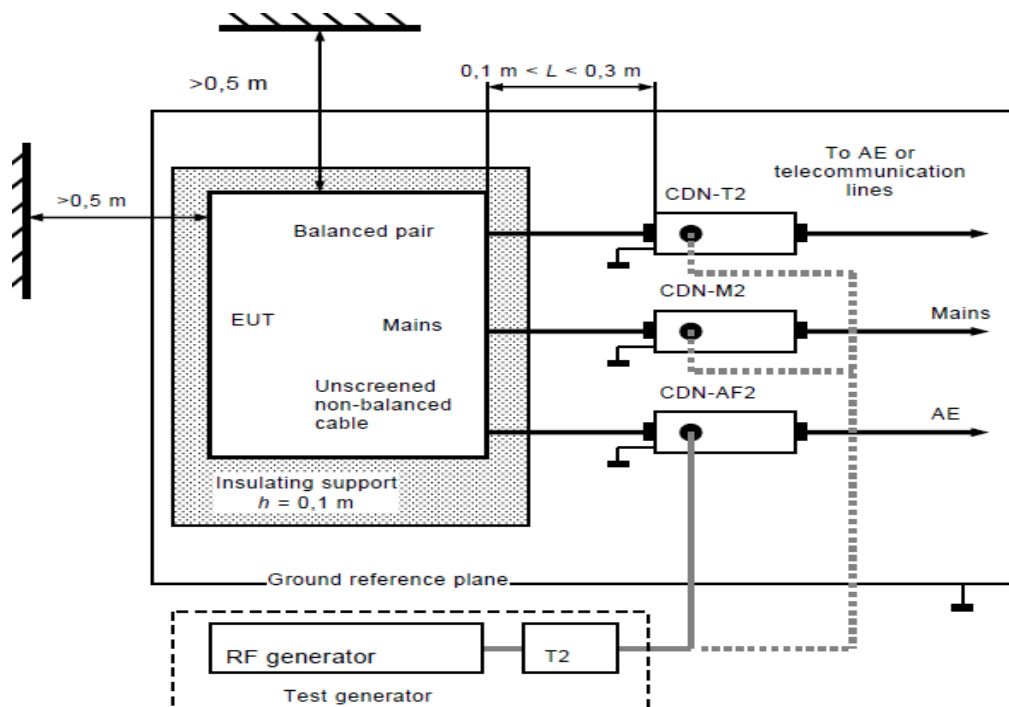 >0,5 m
0,1 m < L < 0,3 m
>0,5 m
To AE or
telecommunication
lines
CDN-T2
Balanced pair
CDN-M2
EUT
Mains
Mains
Unscreened
non-balanced
cable
CDN-AF2
AE
Insulating support
h = 0,1 m
Ground reference plane
RF generator
T2
Test generator